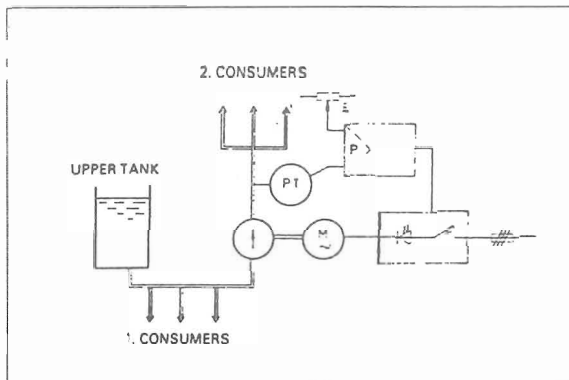 2. CONSUMERS
UPPER TANK
P
PT
M
1. CONSUMERS